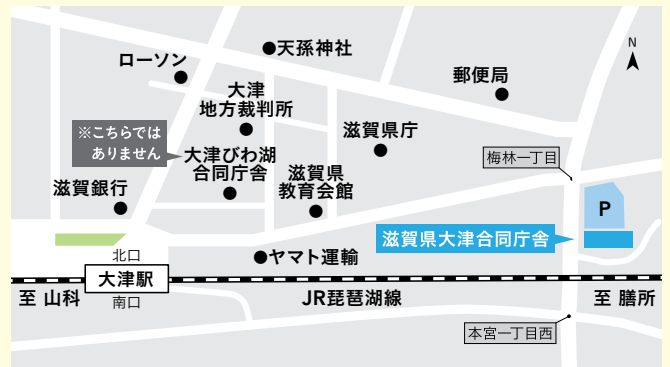 N
天孫神社
ローソン
郵便局
大津
地方裁判所
※こちらでは
ありません
滋賀県庁
梅林一丁目
大津びわ湖
合同庁舎
滋賀県
教育会館
滋賀銀行
P
滋賀県大津合同庁舎
北口
ヤマト運輸
大津駅
至 山科
南口
JR琵琶湖線
至 膳所
本宮一丁目西